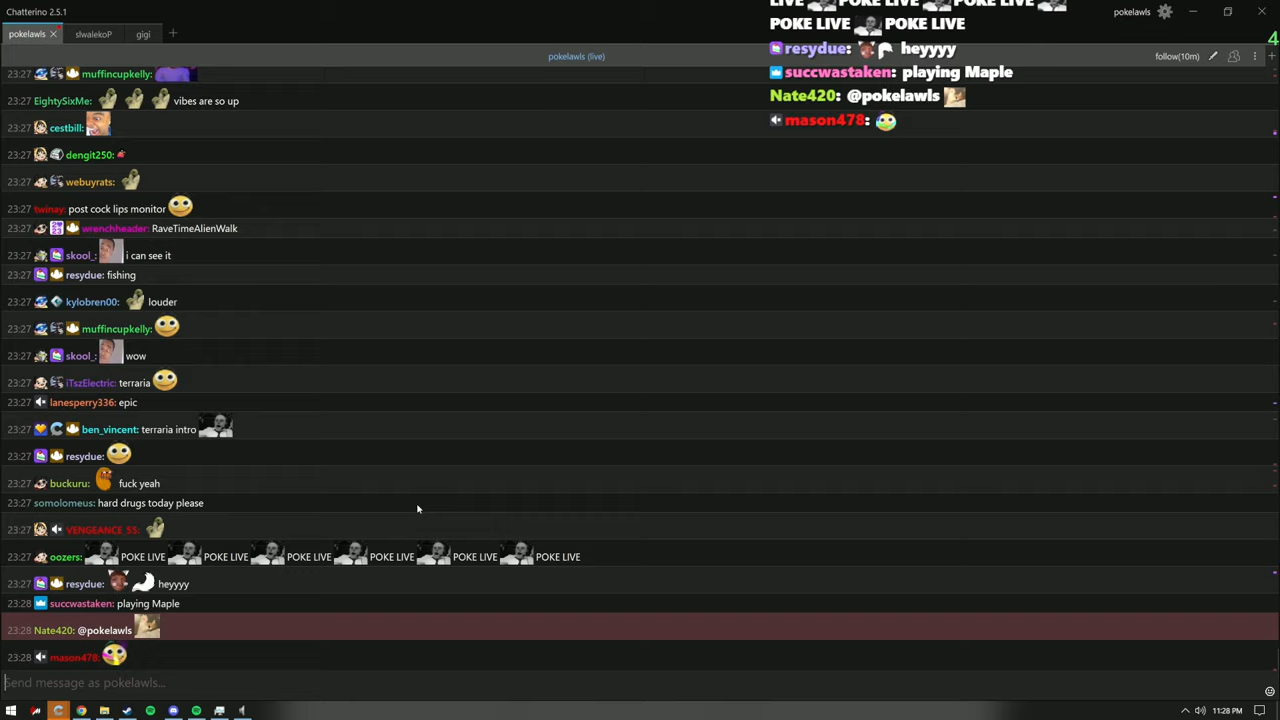 Chatterino 2.5.1
pokelawls
pokelawls
slwaiekoP
gigi
pokelawls (live)
follow(10m)
4
LIVE POKE LIVE POKE LIVE
POKE LIVE POKE LIVE
resydue: heyyyy
succwastaken: playing Maple
Nate420: @pokelawls
mason478:
23:27 muffincupkelly:
23:27 EightySixMe: vibes are so up
23:27 cestbill:
23:27 dengit250:
23:27 webuyrats:
23:27 twinay: post cock lips monitor
23:27 wrenchheader: RaveTimeAlienWalk
23:27 skool_: i can see it
23:27 resydue: fishing
23:27 kylobren00: louder
23:27 muffincupkelly:
23:27 skool_: wow
23:27 iTszElectric: terraria
23:27 lanesperry336: epic
23:27 ben_vincent: terraria intro
23:27 resydue:
23:27 buckuru: fuck yeah
23:27 somolomeus: hard drugs today please
23:27 VENGEANCE_55:
23:27 oozers: POKE LIVE POKE LIVE POKE LIVE POKE LIVE POKE LIVE POKE LIVE
23:27 resydue: heyyyy
23:28 succwastaken: playing Maple
23:28 Nate420: @pokelawls
23:28 mason478:
Send message as pokelawls...
11:28 PM